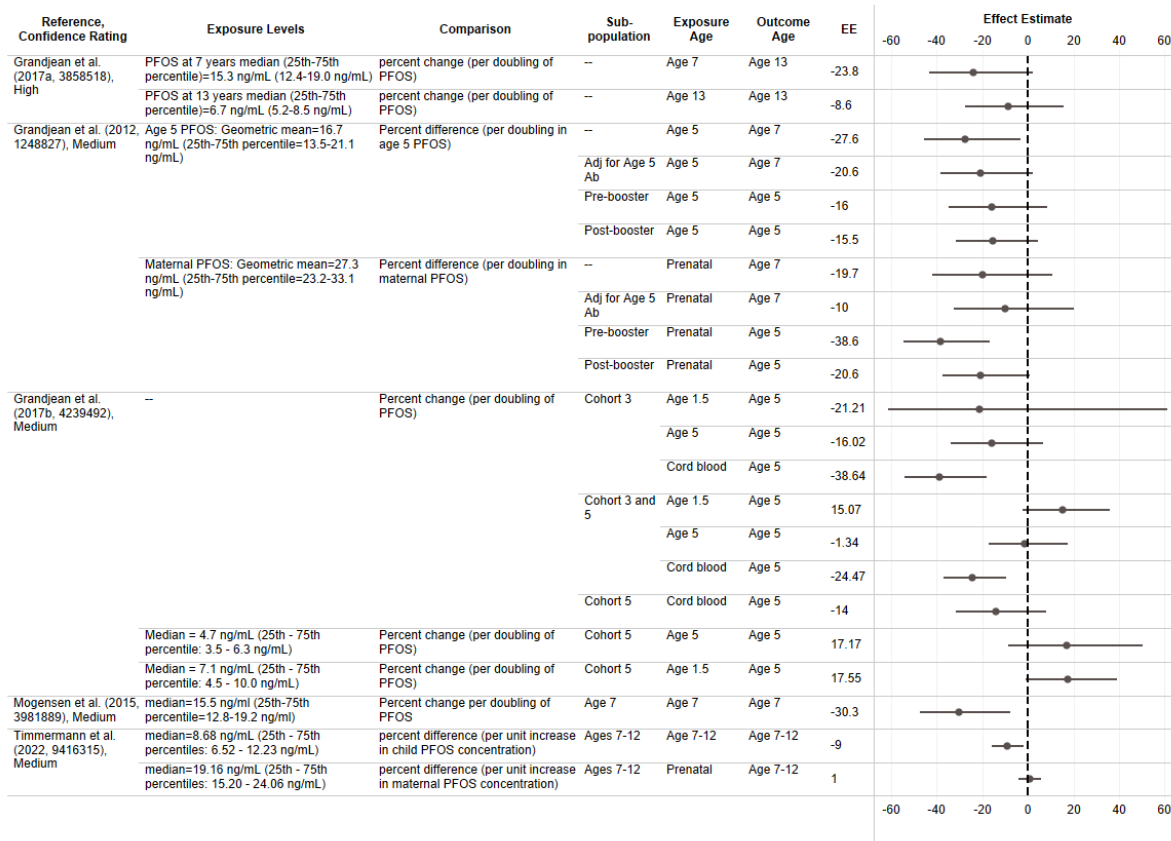 Reference,
Confidence Rating
Exposure Levels
Comparison
Sub-
population
Exposure
Age
Outcome
Age
EE
Effect Estimate
-60 -40 -20 0 20 40 60
Grandjean et al.
(2017a, 3858518),
High
PFOS at 7 years median (25th-75th
percentile)=15.3 ng/mL (12.4-19.0 ng/mL)
percent change (per doubling of
PFOS)
--
Age 7
Age 13
-23.8
PFOS at 13 years median (25th-75th
percentile)=6.7 ng/mL (5.2-8.5 ng/mL)
percent change (per doubling of
PFOS)
--
Age 13
Age 13
-8.6
Grandjean et al. (2012,
1248827), Medium
Age 5 PFOS: Geometric mean=16.7
ng/mL (25th-75th percentile=13.5-21.1
ng/mL)
Percent difference (per doubling in
age 5 PFOS)
--
Age 5
Age 7
-27.6
Adj for Age 5
Ab
Age 5
Age 7
-20.6
Pre-booster
Age 5
Age 5
-16
Post-booster
Age 5
Age 5
-15.5
Maternal PFOS: Geometric mean=27.3
ng/mL (25th-75th percentile=23.2-33.1
ng/mL)
Percent difference (per doubling in
maternal PFOS)
--
Prenatal
Age 7
-19.7
Adj for Age 5
Ab
Prenatal
Age 7
-10
Pre-booster
Prenatal
Age 5
-38.6
Post-booster
Prenatal
Age 5
-20.6
Grandjean et al.
(2017b, 4239492),
Medium
--
Percent change (per doubling of
PFOS)
Cohort 3
Age 1.5
Age 5
-21.21
Age 5
Age 5
-16.02
Cord blood
Age 5
-38.64
Cohort 3 and
5
Age 1.5
Age 5
15.07
Age 5
Age 5
-1.34
Cord blood
Age 5
-24.47
Cohort 5
Cord blood
Age 5
-14
Median = 4.7 ng/mL (25th - 75th
percentile: 3.5 - 6.3 ng/mL)
Percent change (per doubling of
PFOS)
Cohort 5
Age 5
Age 5
17.17
Median = 7.1 ng/mL (25th - 75th
percentile: 4.5 - 10.0 ng/mL)
Percent change (per doubling of
PFOS)
Cohort 5
Age 1.5
Age 5
17.55
Mogensen et al. (2015,
3981889), Medium
median=15.5 ng/ml (25th-75th
percentile=12.8-19.2 ng/ml)
Percent change per doubling of
PFOS
Age 7
Age 7
Age 7
-30.3
Timmermann et al.
(2022, 9416315),
Medium
median=8.68 ng/mL (25th - 75th
percentiles: 6.52 - 12.23 ng/mL)
percent difference (per unit increase
in child PFOS concentration)
Ages 7-12
Age 7-12
Age 7-12
-9
median=19.16 ng/mL (25th - 75th
percentiles: 15.20 - 24.06 ng/mL)
percent difference (per unit increase
in maternal PFOS concentration)
Ages 7-12
Prenatal
Age 7-12
1
-60 -40 -20 0 20 40 60